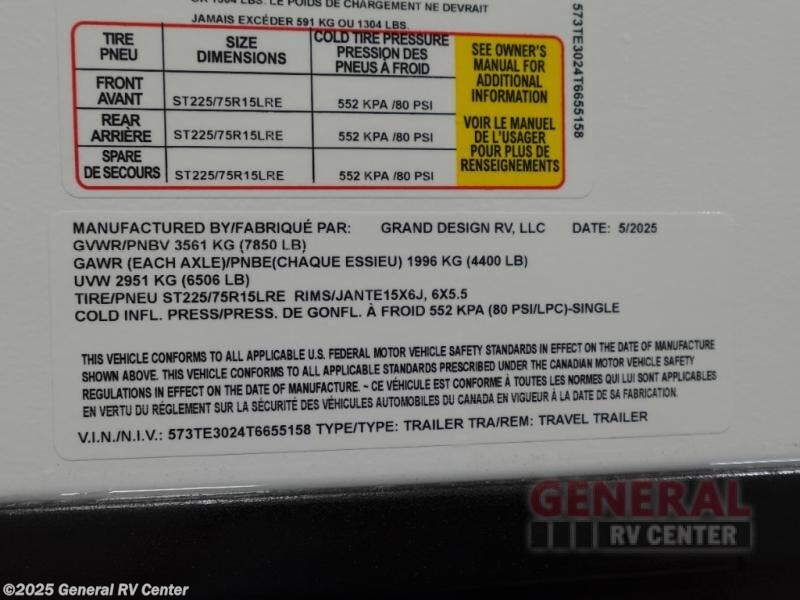 OR 1304 LBS. LE POIDS DE CHARGEMENT NE DEVRAIT
JAMAIS EXCÉDER 591 KG OU 1304 LBS.
TIRE
PNEU
SIZE
DIMENSIONS
COLD TIRE PRESSURE
PRESSION DES
PNEUS À FROID
SEE OWNER'S
MANUAL FOR
ADDITIONAL
INFORMATION
VOIR LE MANUEL
DE L'USAGER
POUR PLUS DE
RENSEIGNEMENTS
FRONT
AVANT
ST225/75R15LRE
552 KPA /80 PSI
REAR
ARRIÈRE
ST225/75R15LRE
552 KPA /80 PSI
SPARE
DE SECOURS
ST225/75R15LRE
552 KPA /80 PSI
573TE3024T6655158
MANUFACTURED BY/FABRIQUÉ PAR: GRAND DESIGN RV, LLC DATE: 5/2025
GVWR/PNBV 3561 KG (7850 LB)
GAWR (EACH AXLE)/PNBE(CHAQUE ESSIEU) 1996 KG (4400 LB)
UVW 2951 KG (6506 LB)
TIRE/PNEU ST225/75R15LRE RIMS/JANTE15X6J, 6X5.5
COLD INFL. PRESS/PRESS. DE GONFL. À FROID 552 KPA (80 PSI/LPC)-SINGLE
THIS VEHICLE CONFORMS TO ALL APPLICABLE U.S. FEDERAL MOTOR VEHICLE SAFETY STANDARDS IN EFFECT ON THE DATE OF MANUFACTURE
SHOWN ABOVE. THIS VEHICLE CONFORMS TO ALL APPLICABLE STANDARDS PRESCRIBED UNDER THE CANADIAN MOTOR VEHICLE SAFETY
REGULATIONS IN EFFECT ON THE DATE OF MANUFACTURE. ~ CE VÉHICULE EST CONFORME À TOUTES LES NORMES QUI LUI SONT APPLICABLES
EN VERTU DU RÉGLEMENT SUR LA SÉCURITÉ DES VÉHICULES AUTOMOBILES DU CANADA EN VIGUEUR À LA DATE DE SA FABRICATION.
V.I.N./N.I.V.: 573TE3024T6655158 TYPE/TYPE: TRAILER TRA/REM: TRAVEL TRAILER
GENERAL
RV CENTER
©2025 General RV Center